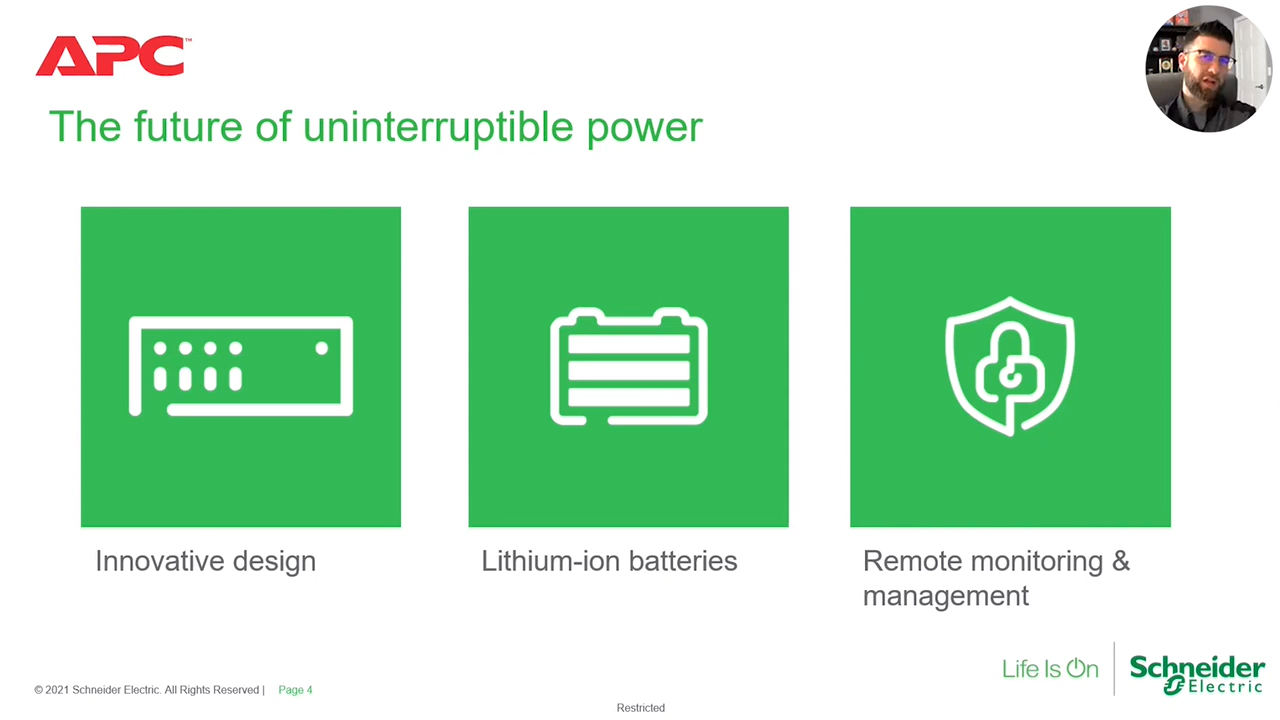 APC™
The future of uninterruptible power
Innovative design
Lithium-ion batteries
Remote monitoring &
management
Life Is On
Schneider
Electric
© 2021 Schneider Electric. All Rights Reserved | Page 4
Restricted